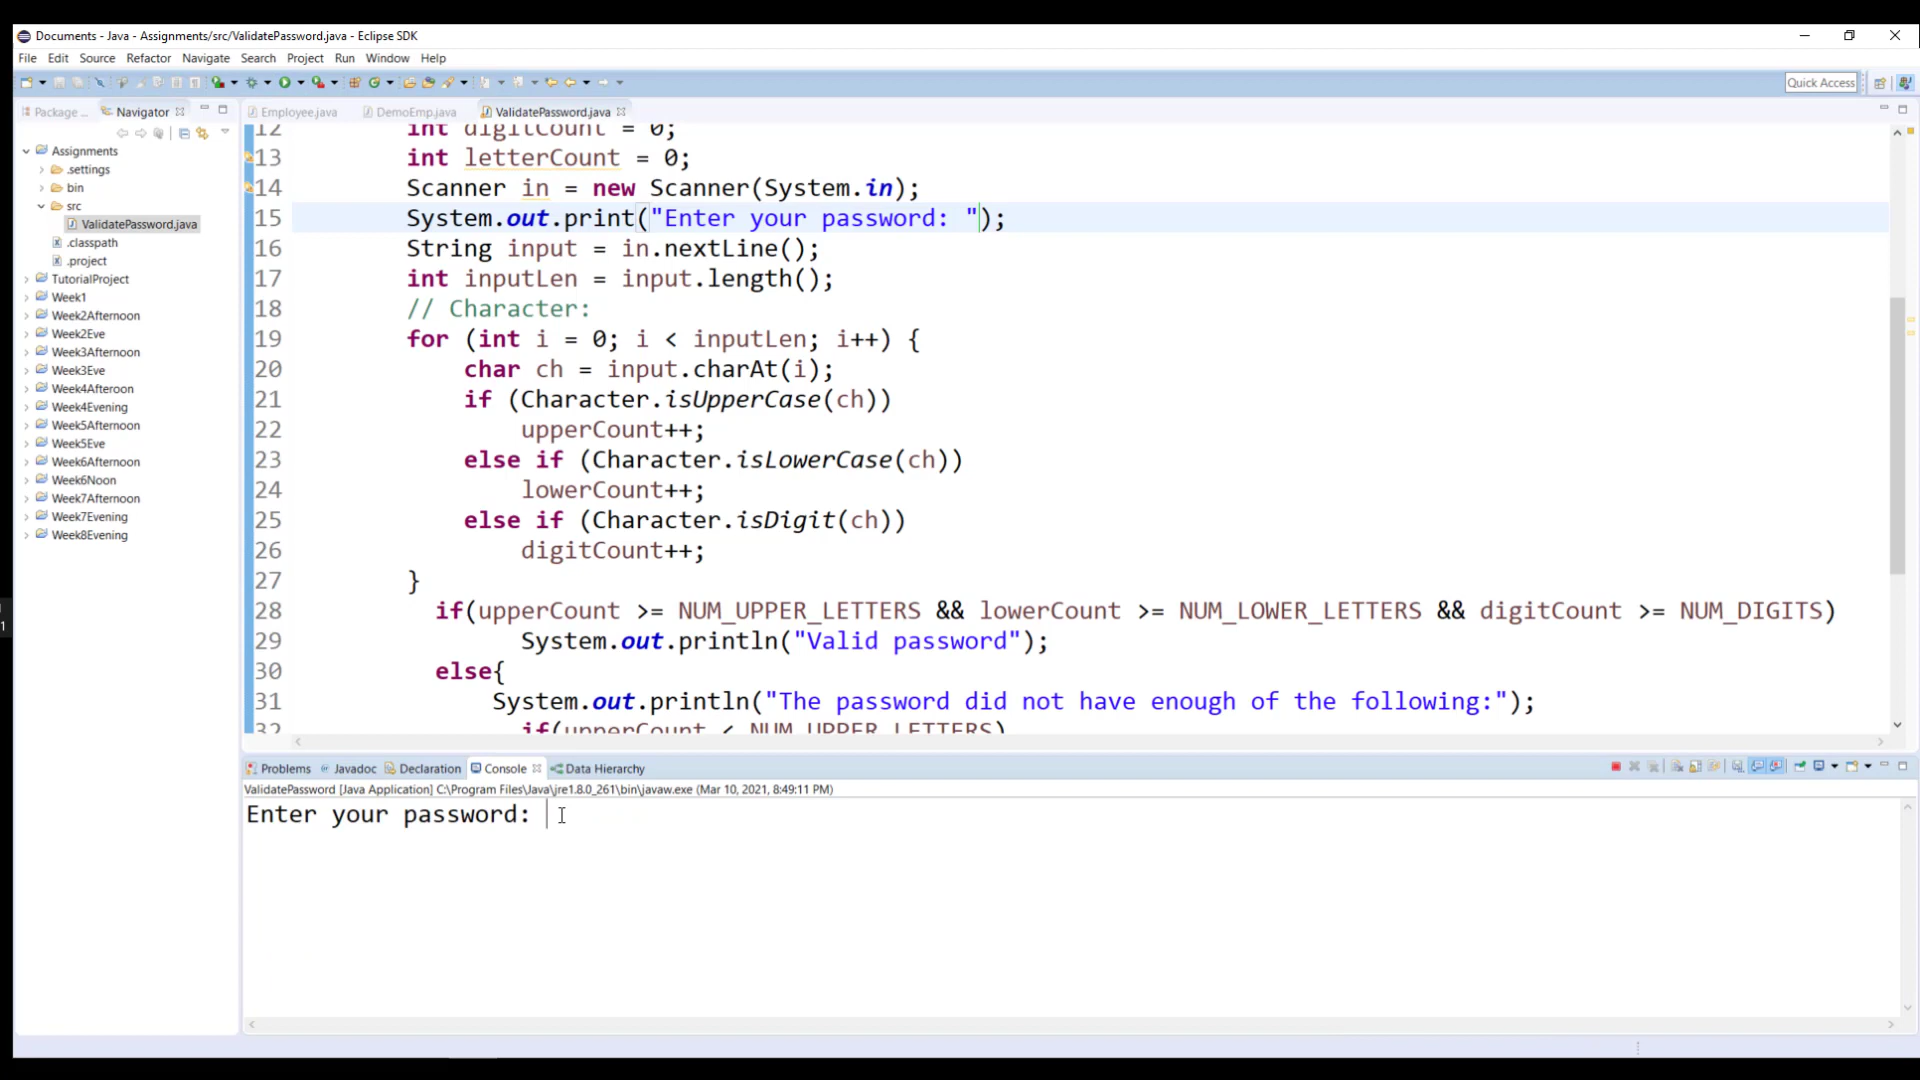 Documents - Java - Assignments/src/ValidatePassword.java - Eclipse SDK
File Edit Source Refactor Navigate Search Project Run Window Help
Quick Access
Package ... Navigator
Employee.java DemoEmp.java ValidatePassword.java
Assignments
.settings
bin
src
ValidatePassword.java
.classpath
.project
TutorialProject
Week1
Week2Afternoon
Week2Eve
Week3Afternoon
Week3Eve
Week4Afteroon
Week4Evening
Week5Afternoon
Week5Eve
Week6Afternoon
Week6Noon
Week7Afternoon
Week7Evening
Week8Evening
12 int digitCount = 0;
13 int letterCount = 0;
14 Scanner in = new Scanner(System.in);
15 System.out.print("Enter your password: ");
16 String input = in.nextLine();
17 int inputLen = input.length();
18 // Character:
19 for (int i = 0; i < inputLen; i++) {
20 char ch = input.charAt(i);
21 if (Character.isUpperCase(ch))
22 upperCount++;
23 else if (Character.isLowerCase(ch))
24 lowerCount++;
25 else if (Character.isDigit(ch))
26 digitCount++;
27 }
28 if(upperCount >= NUM_UPPER_LETTERS && lowerCount >= NUM_LOWER_LETTERS && digitCount >= NUM_DIGITS)
29 System.out.println("Valid password");
30 else{
31 System.out.println("The password did not have enough of the following:");
32 if(upperCount < NUM_UPPER_LETTERS)
1
Problems Javadoc Declaration Console Data Hierarchy
ValidatePassword [Java Application] C:\Program Files\Java\jre1.8.0_261\bin\javaw.exe (Mar 10, 2021, 8:49:11 PM)
Enter your password: